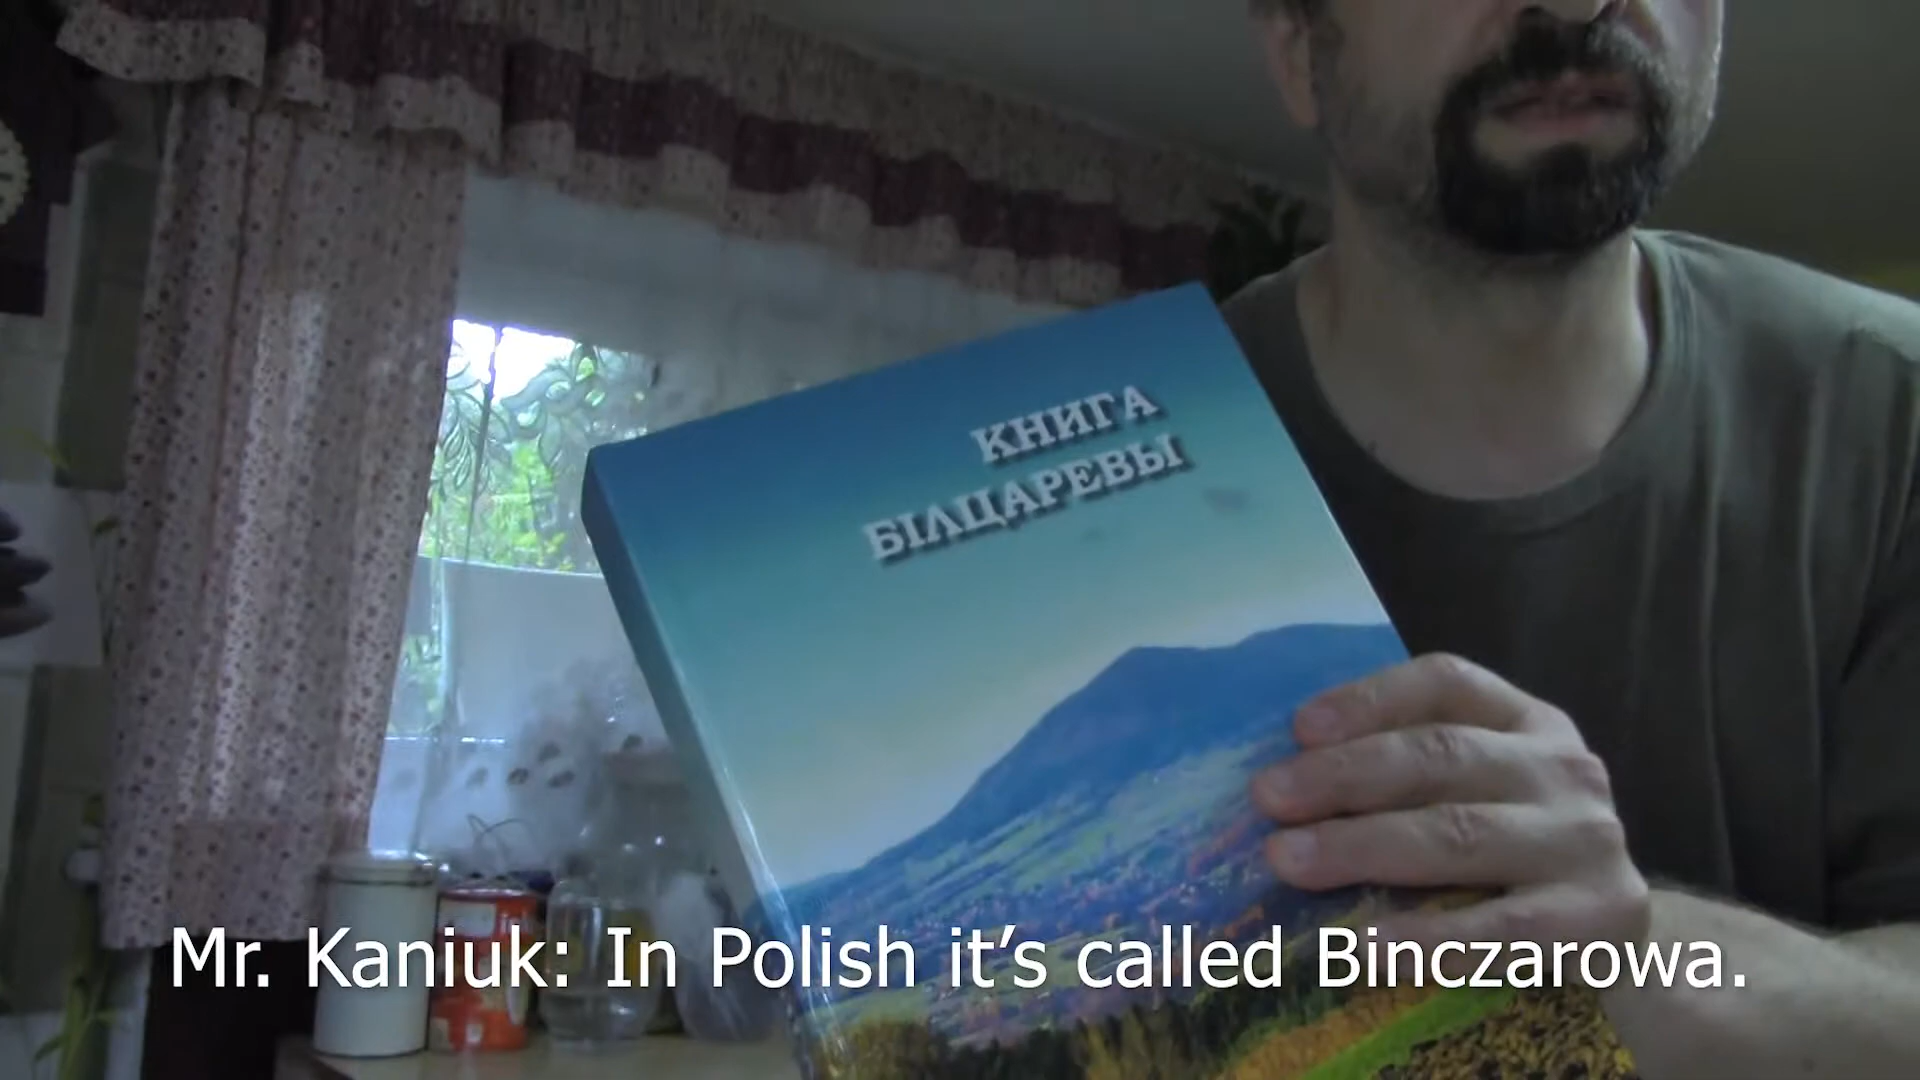 КНИГА
БІЛЦАРЕВЫ
Mr. Kaniuk: In Polish it’s called Binczarowa.